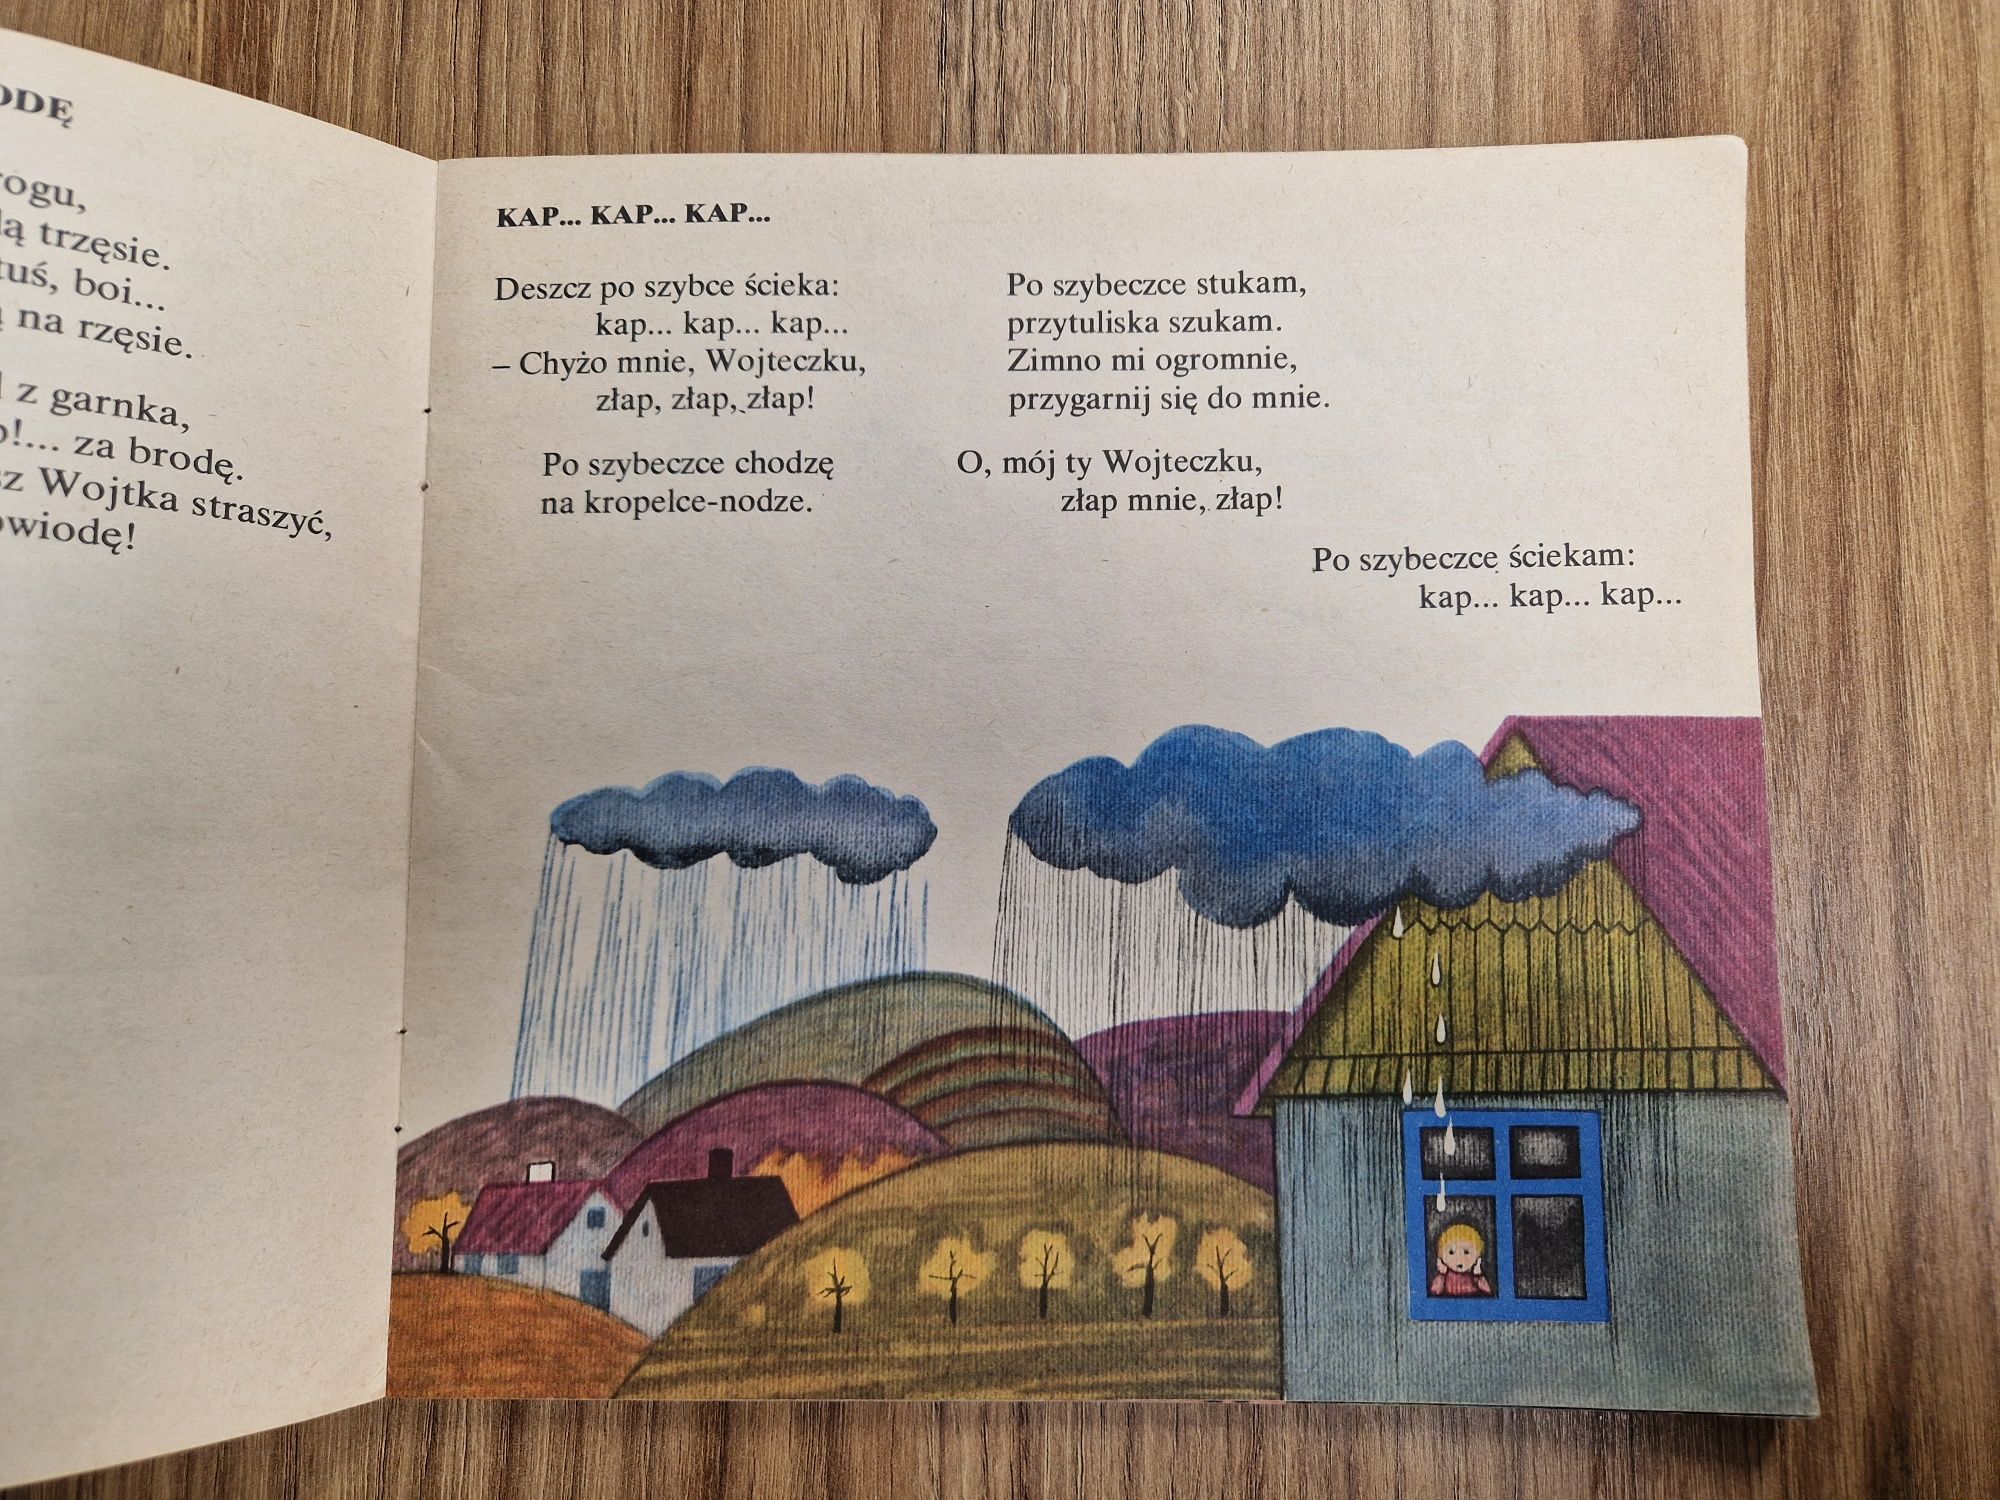 ODĘ
rogu,
trzęsie.
boi...
na rzęsie.
z garnka,
za brodę.
Wojtka straszyć,
KAP... KAP... KAP...
Deszcz po szybce ścieka:
kap... kap... kap...
– Chyżo mnie, Wojteczku,
złap, złap, złap!
Po szybeczce chodzę
na kropelce-nodze.
Po szybeczce stukam,
przytuliska szukam.
Zimno mi ogromnie,
przygarnij się do mnie.
O, mój ty Wojteczku,
złap mnie, złap!
Po szybeczce ściekam:
kap... kap... kap...